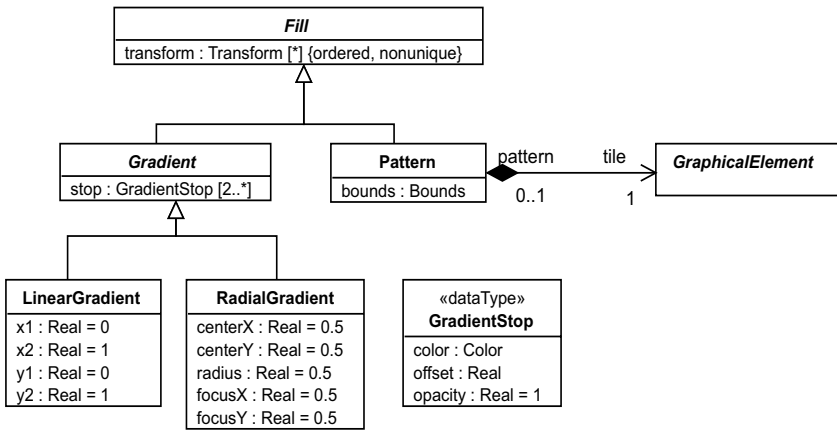 Fill
transform : Transform [*] {ordered, nonunique}
Gradient
stop : GradientStop [2..*]
Pattern
bounds : Bounds
pattern
tile
0..1
1
GraphicalElement
LinearGradient
x1 : Real = 0
x2 : Real = 1
y1 : Real = 0
y2 : Real = 1
RadialGradient
centerX : Real = 0.5
centerY : Real = 0.5
radius : Real = 0.5
focusX : Real = 0.5
focusY : Real = 0.5
«dataType»
GradientStop
color : Color
offset : Real
opacity : Real = 1